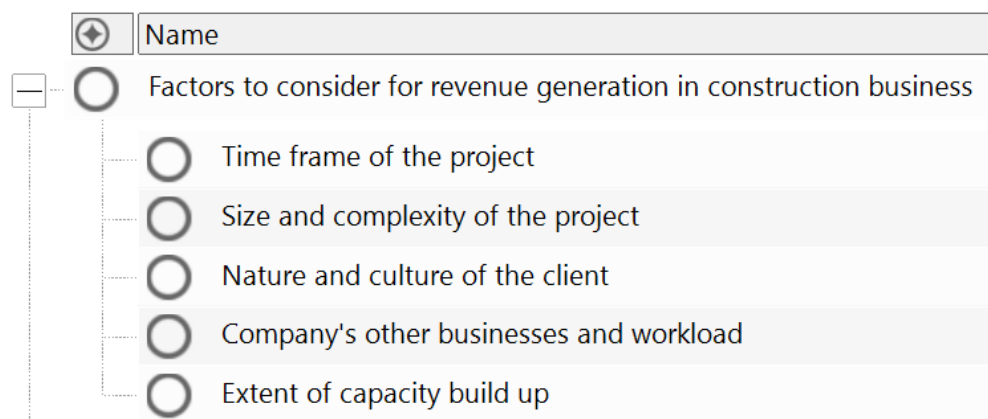 Name
Factors to consider for revenue generation in construction business
Time frame of the project
Size and complexity of the project
Nature and culture of the client
Company's other businesses and workload
Extent of capacity build up